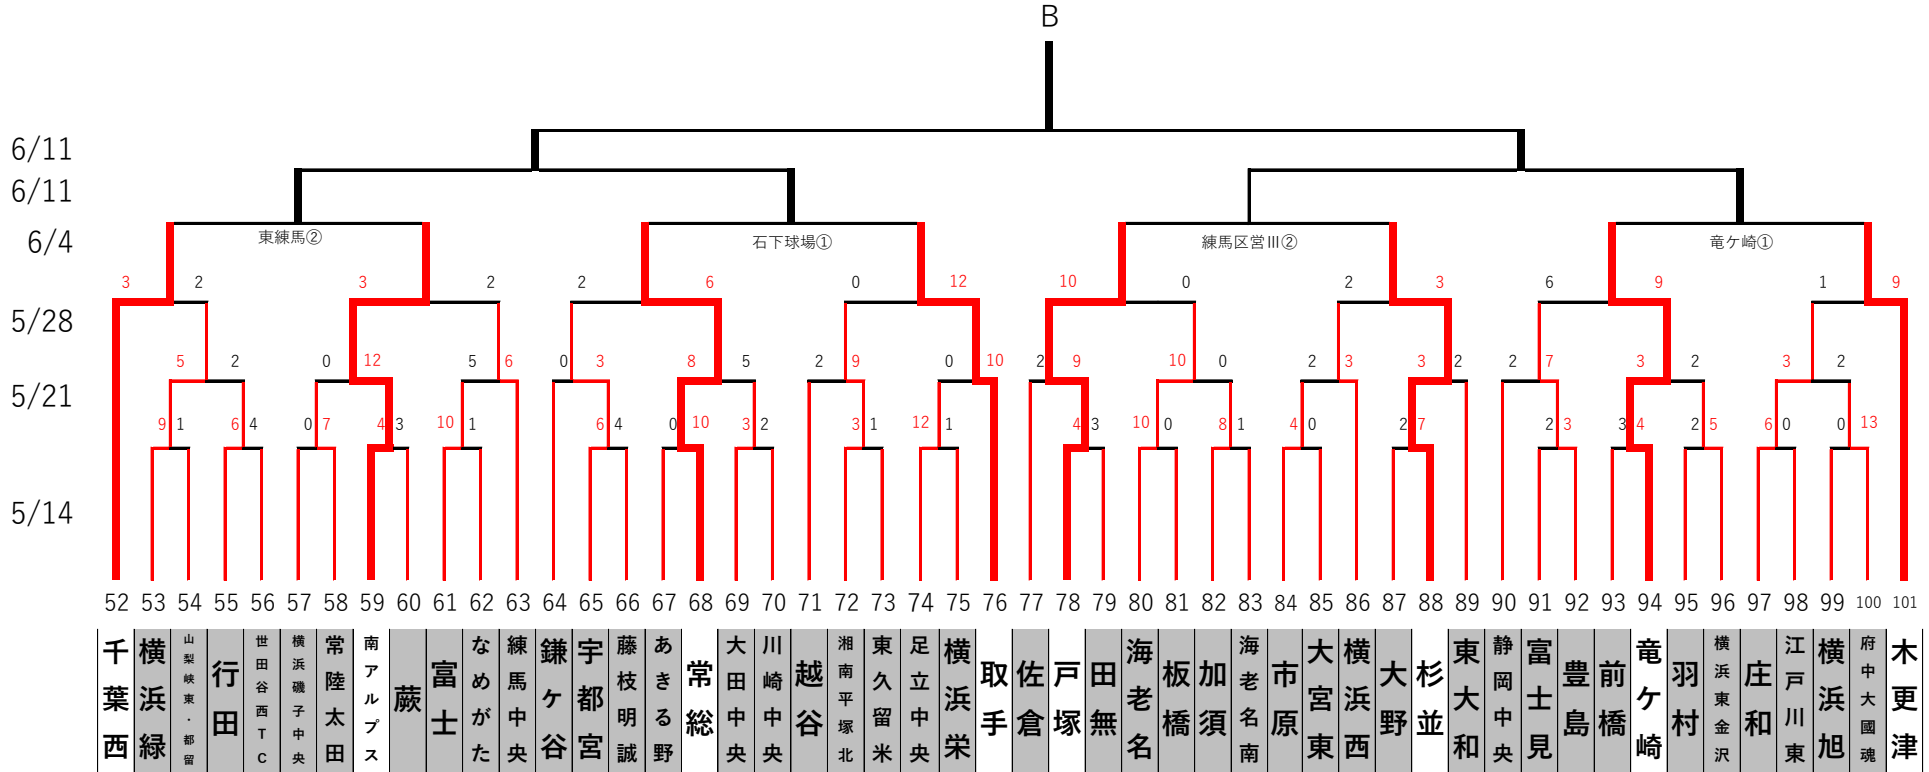 B
6/11
6/11
6/4
東練馬②
石下球場①
練馬区営Ⅲ②
竜ケ崎①
3 2 3 2 2 6 0 12 10 0 2 3 6 9 1 9
5/28
5 2 0 12 5 6 0 3 8 5 2 9 0 10 2 9 10 0 2 3 3 2 2 7 3 2 3 2
5/21
9 1 6 4 0 7 4 3 10 1 6 4 0 10 3 2 3 1 12 1 4 3 10 0 8 1 4 0 2 7 2 3 3 4 2 5 6 0 0 13
5/14
52 53 54 55 56 57 58 59 60 61 62 63 64 65 66 67 68 69 70 71 72 73 74 75 76 77 78 79 80 81 82 83 84 85 86 87 88 89 90 91 92 93 94 95 96 97 98 99 100 101
千葉西
横浜緑
山梨峡東・都留
行田
世田谷西TC
横浜磯子中央
常陸太田
南アルプス
蕨
富士
なめがた
練馬中央
鎌ケ谷
宇都宮
藤枝明誠
あきる野
常総
大田中央
川崎中央
越谷
湘南平塚北
東久留米
足立中央
横浜栄
取手
佐倉
戸塚
田無
海老名
板橋
加須
海老名南
市原
大宮東
横浜西
大野
杉並
東大和
静岡中央
富士見
豊島
前橋
竜ケ崎
羽村
横浜東金沢
庄和
江戸川東
横浜旭
府中大國魂
木更津